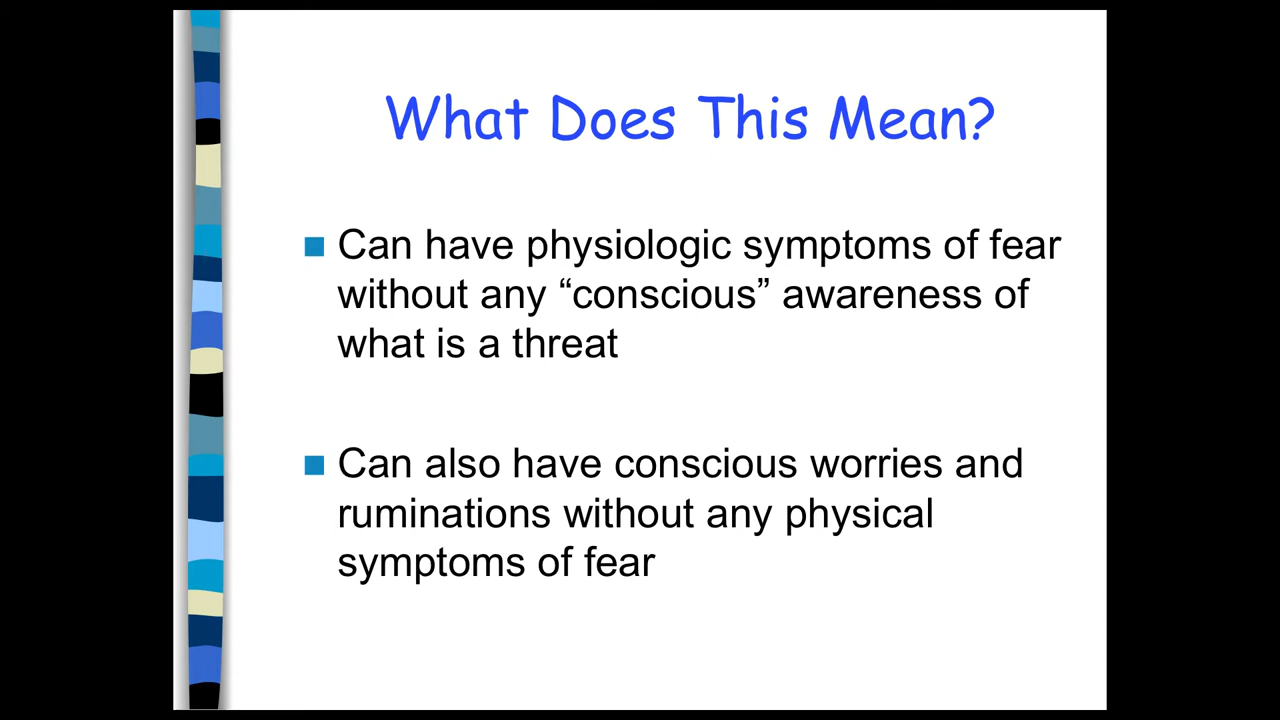 What Does This Mean?
Can have physiologic symptoms of fear
without any “conscious” awareness of
what is a threat
Can also have conscious worries and
ruminations without any physical
symptoms of fear